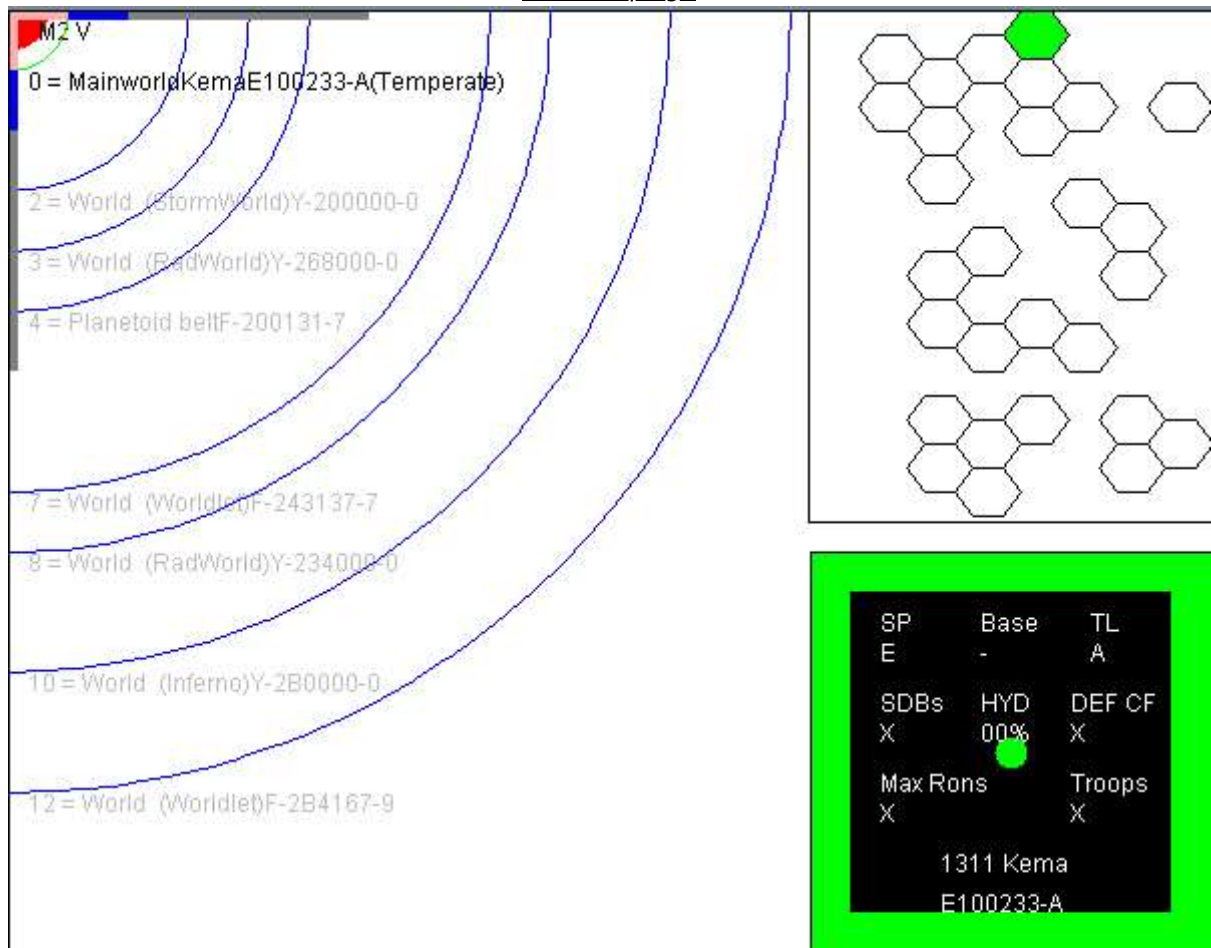 M2 V
0 = MainworldKemaE100233-A(Temperate)
2 = World (StormWorld)Y-200000-0
3 = World (RadWorld)Y-268000-0
4 = Planetoid beltF-200131-7
7 = World (Worldlet)F-243137-7
8 = World (RadWorld)Y-234000-0
10 = World (Inferno)Y-2B0000-0
12 = World (Worldlet)F-2B4167-9
SP Base TL
E - A
SDBs HYD DEF CF
X 00% X
Max Rons Troops
X X
1311 Kema
E100233-A